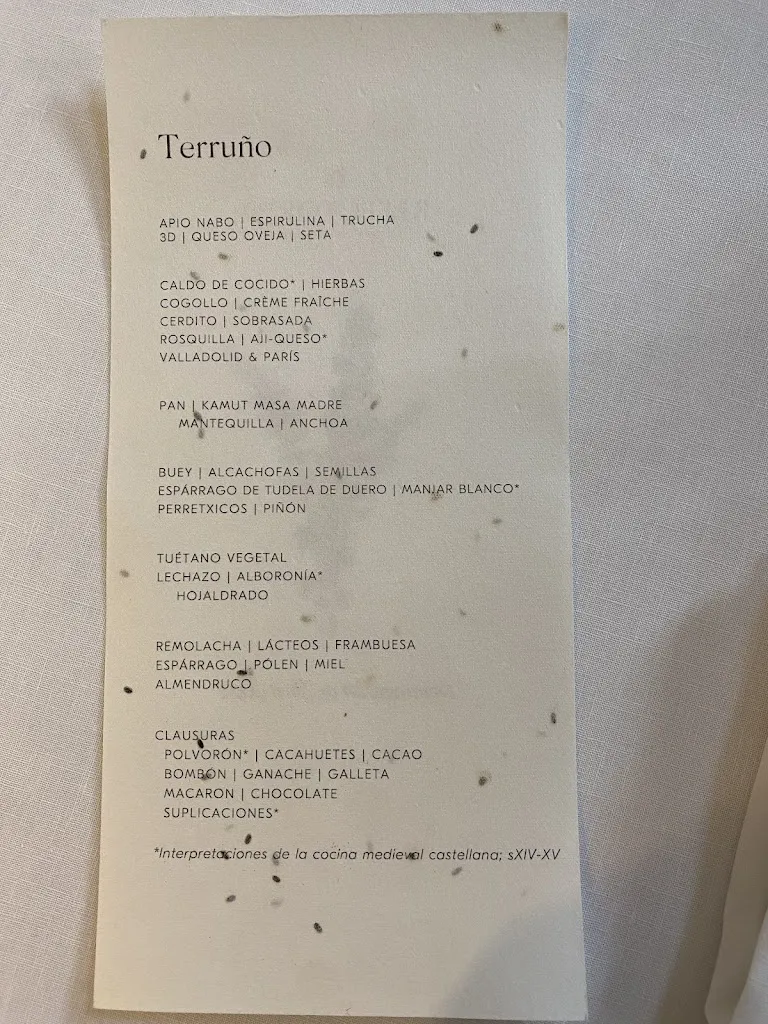 Terruño
APIO NABO | ESPIRULINA | TRUCHA
3D | QUESO OVEJA | SETA
CALDO DE COCIDO* | HIERBAS
COGOLLO | CRÈME FRAÎCHE
CERDITO | SOBRASADA
ROSQUILLA | AJI-QUESO*
VALLADOLID & PARÍS
PAN | KAMUT MASA MADRE
MANTEQUILLA | ANCHOA
BUEY | ALCACHOFAS | SEMILLAS
ESPÁRRAGO DE TUDELA DE DUERO | MANJAR BLANCO*
PERRETXICOS | PIÑÓN
TUÉTANO VEGETAL
LECHAZO | ALBORONÍA*
HOJALDRADO
REMOLACHA | LÁCTEOS | FRAMBUESA
ESPÁRRAGO | PÓLEN | MIEL
ALMENDRUCO
CLAUSURAS
POLVORÓN* | CACAHUETES | CACAO
BOMBÓN | GANACHE | GALLETA
MACARON | CHOCOLATE
SUPLICACIONES*
*Interpretaciones de la cocina medieval castellana; sXIV-XV